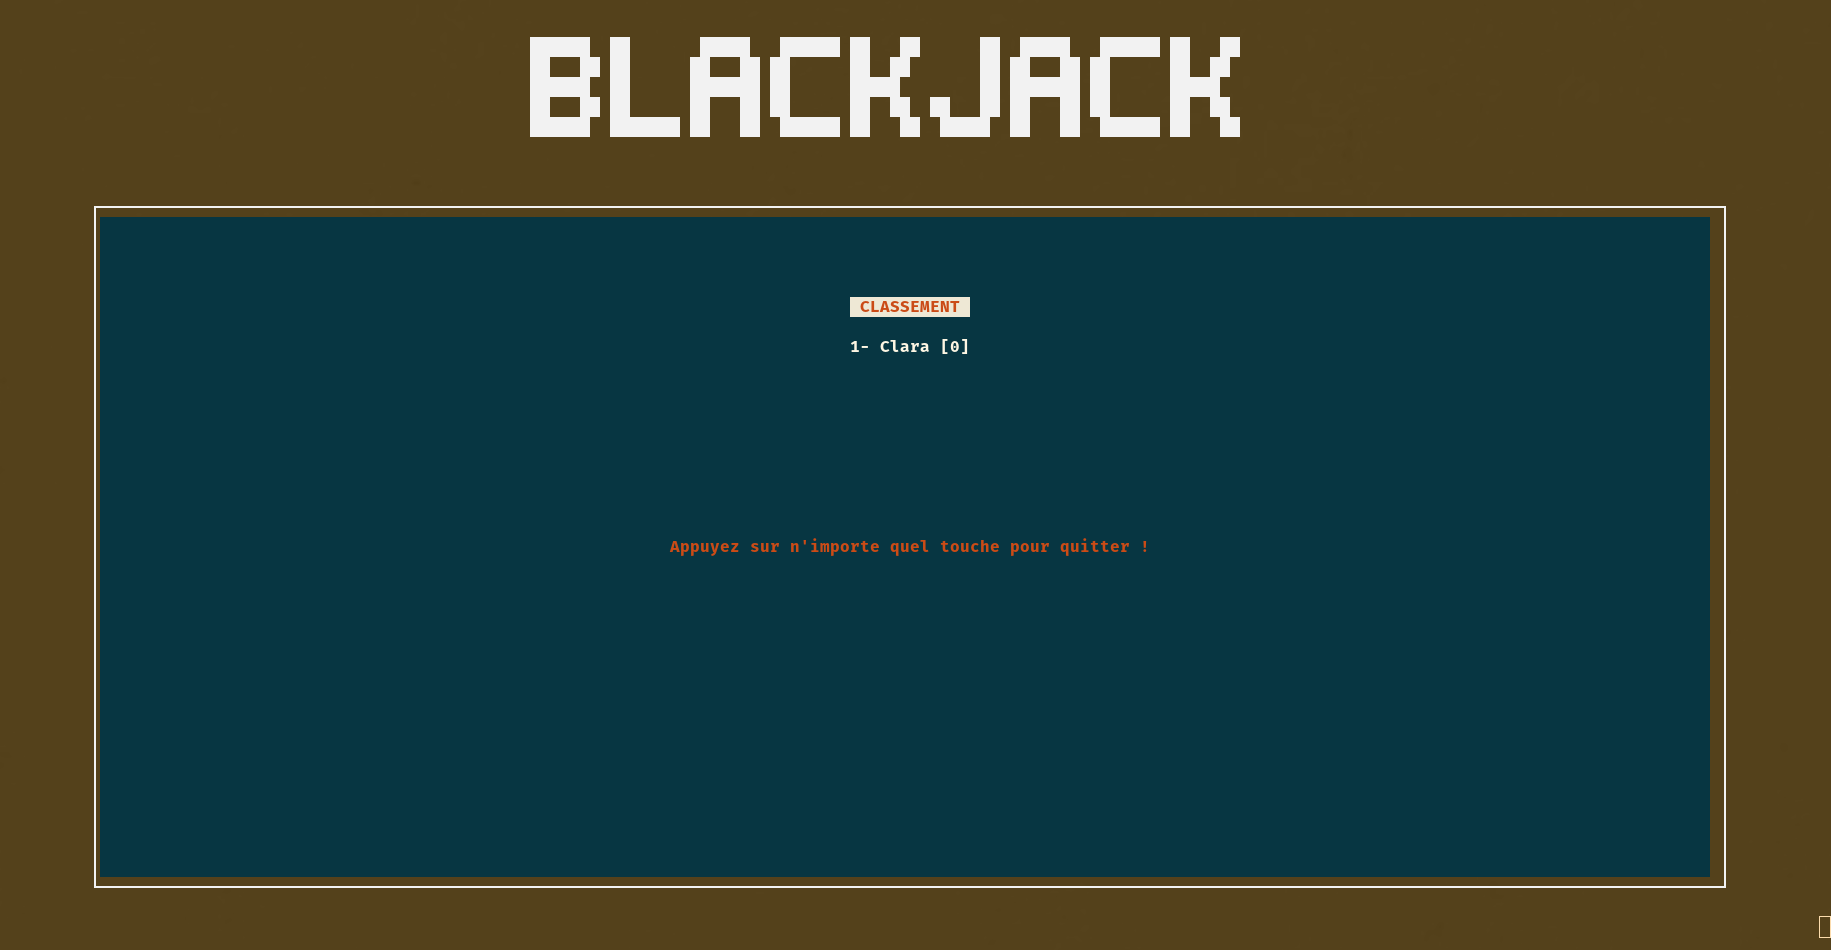 BLACKJACK
CLASSEMENT
1- Clara [0]
Appuyez sur n'importe quel touche pour quitter !